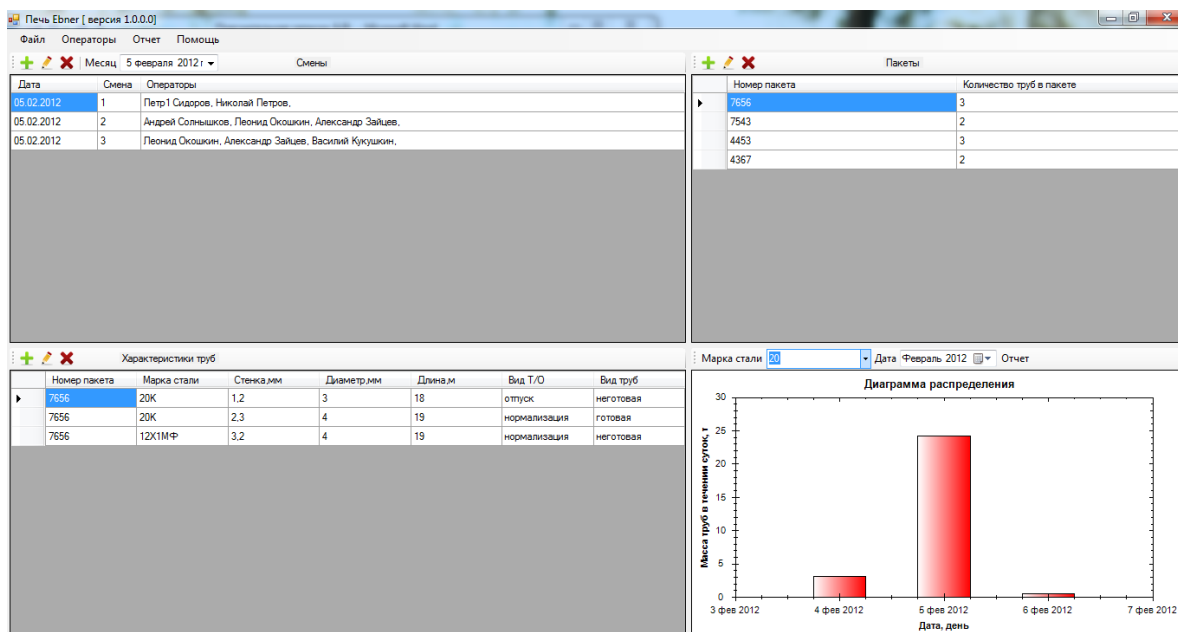 Печь Ebner [ версия 1.0.0.0]
Файл Операторы Отчет Помощь
Месяц 5 февраля 2012 г Смены
Дата Смена Операторы
05.02.2012 1 Петр1 Сидоров, Николай Петров,
05.02.2012 2 Андрей Солнышков, Леонид Окошкин, Александр Зайцев,
05.02.2012 3 Леонид Окошкин, Александр Зайцев, Василий Кукушкин,
Пакеты
Номер пакета Количество труб в пакете
7656 3
7543 2
4453 3
4367 2
Характеристики труб
Номер пакета Марка стали Стенка,мм Диаметр,мм Длина,м Вид Т/О Вид труб
7656 20К 1,2 3 18 отпуск неготовая
7656 20К 2,3 4 19 нормализация готовая
7656 12Х1МФ 3,2 4 19 нормализация неготовая
Марка стали 20 Дата Февраль 2012 Отчет
Диаграмма распределения
Масса труб в течении суток, т
30
25
20
15
10
5
0
3 фев 2012 4 фев 2012 5 фев 2012 6 фев 2012 7 фев 2012
Дата, день